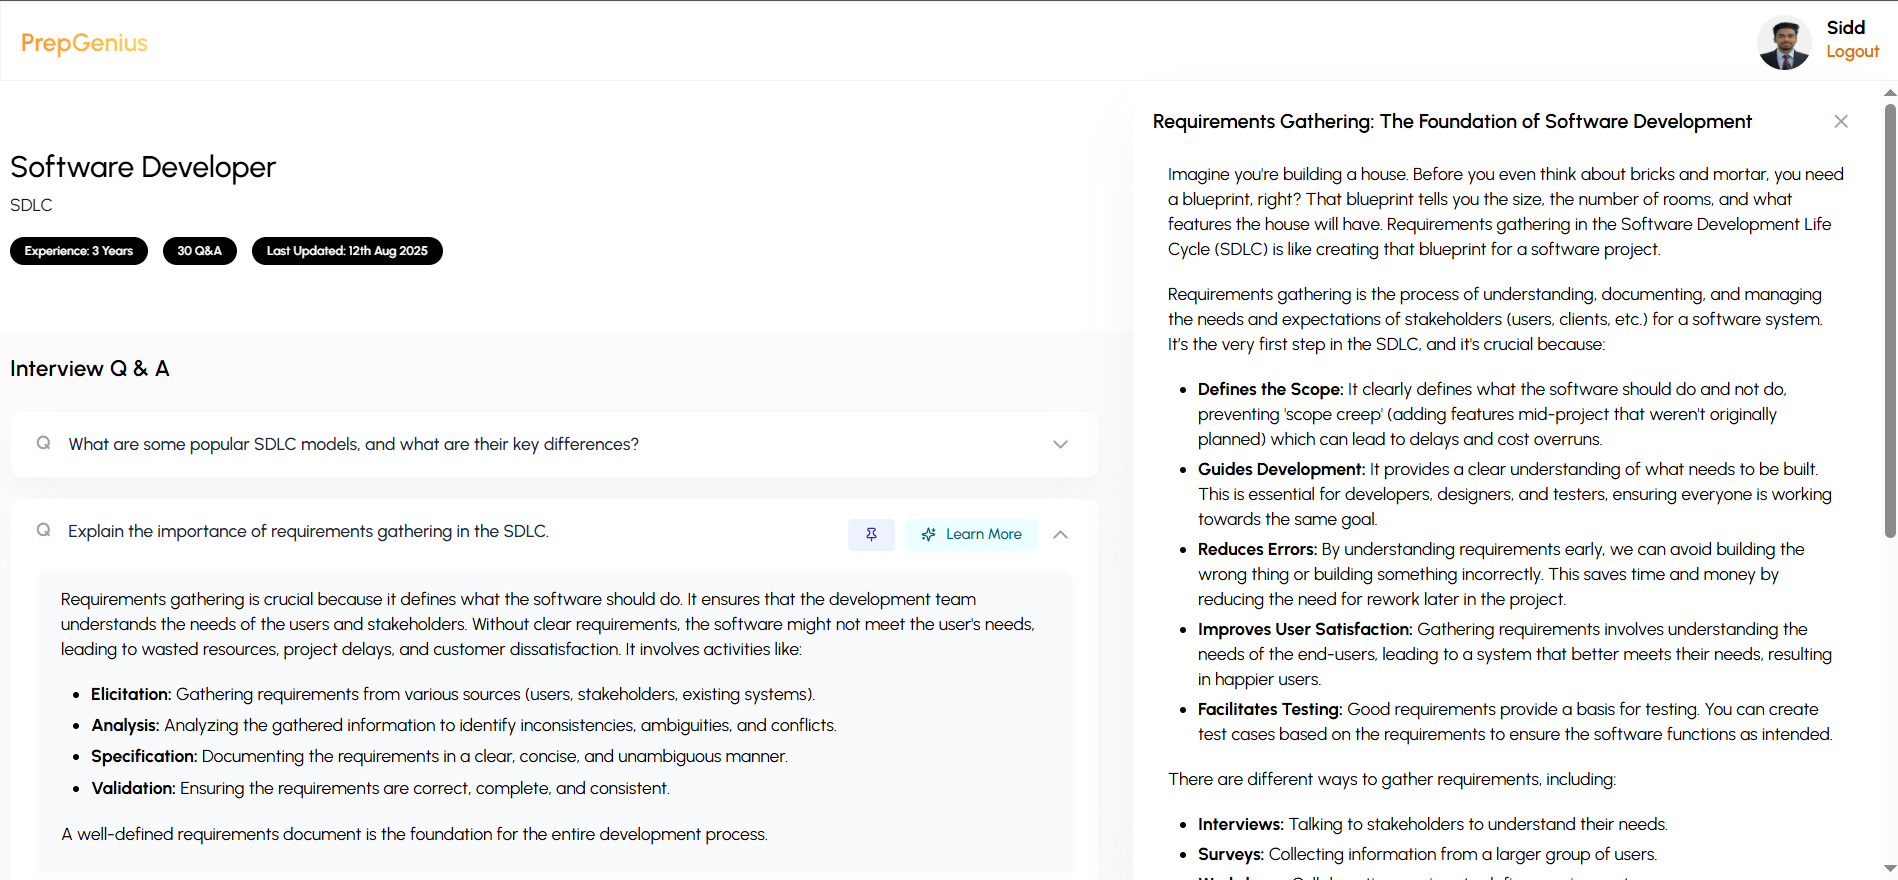 PrepGenius
Sidd
Logout
Software Developer
SDLC
Experience: 3 Years
30 Q&A
Last Updated: 12th Aug 2025
Interview Q & A
Q What are some popular SDLC models, and what are their key differences?
Q Explain the importance of requirements gathering in the SDLC.
Learn More
Requirements gathering is crucial because it defines what the software should do. It ensures that the development team
understands the needs of the users and stakeholders. Without clear requirements, the software might not meet the user's needs,
leading to wasted resources, project delays, and customer dissatisfaction. It involves activities like:
• Elicitation: Gathering requirements from various sources (users, stakeholders, existing systems).
• Analysis: Analyzing the gathered information to identify inconsistencies, ambiguities, and conflicts.
• Specification: Documenting the requirements in a clear, concise, and unambiguous manner.
• Validation: Ensuring the requirements are correct, complete, and consistent.
A well-defined requirements document is the foundation for the entire development process.
Requirements Gathering: The Foundation of Software Development
Imagine you're building a house. Before you even think about bricks and mortar, you need
a blueprint, right? That blueprint tells you the size, the number of rooms, and what
features the house will have. Requirements gathering in the Software Development Life
Cycle (SDLC) is like creating that blueprint for a software project.
Requirements gathering is the process of understanding, documenting, and managing
the needs and expectations of stakeholders (users, clients, etc.) for a software system.
It's the very first step in the SDLC, and it's crucial because:
• Defines the Scope: It clearly defines what the software should do and not do,
preventing 'scope creep' (adding features mid-project that weren't originally
planned) which can lead to delays and cost overruns.
• Guides Development: It provides a clear understanding of what needs to be built.
This is essential for developers, designers, and testers, ensuring everyone is working
towards the same goal.
• Reduces Errors: By understanding requirements early, we can avoid building the
wrong thing or building something incorrectly. This saves time and money by
reducing the need for rework later in the project.
• Improves User Satisfaction: Gathering requirements involves understanding the
needs of the end-users, leading to a system that better meets their needs, resulting
in happier users.
• Facilitates Testing: Good requirements provide a basis for testing. You can create
test cases based on the requirements to ensure the software functions as intended.
There are different ways to gather requirements, including:
• Interviews: Talking to stakeholders to understand their needs.
• Surveys: Collecting information from a larger group of users.